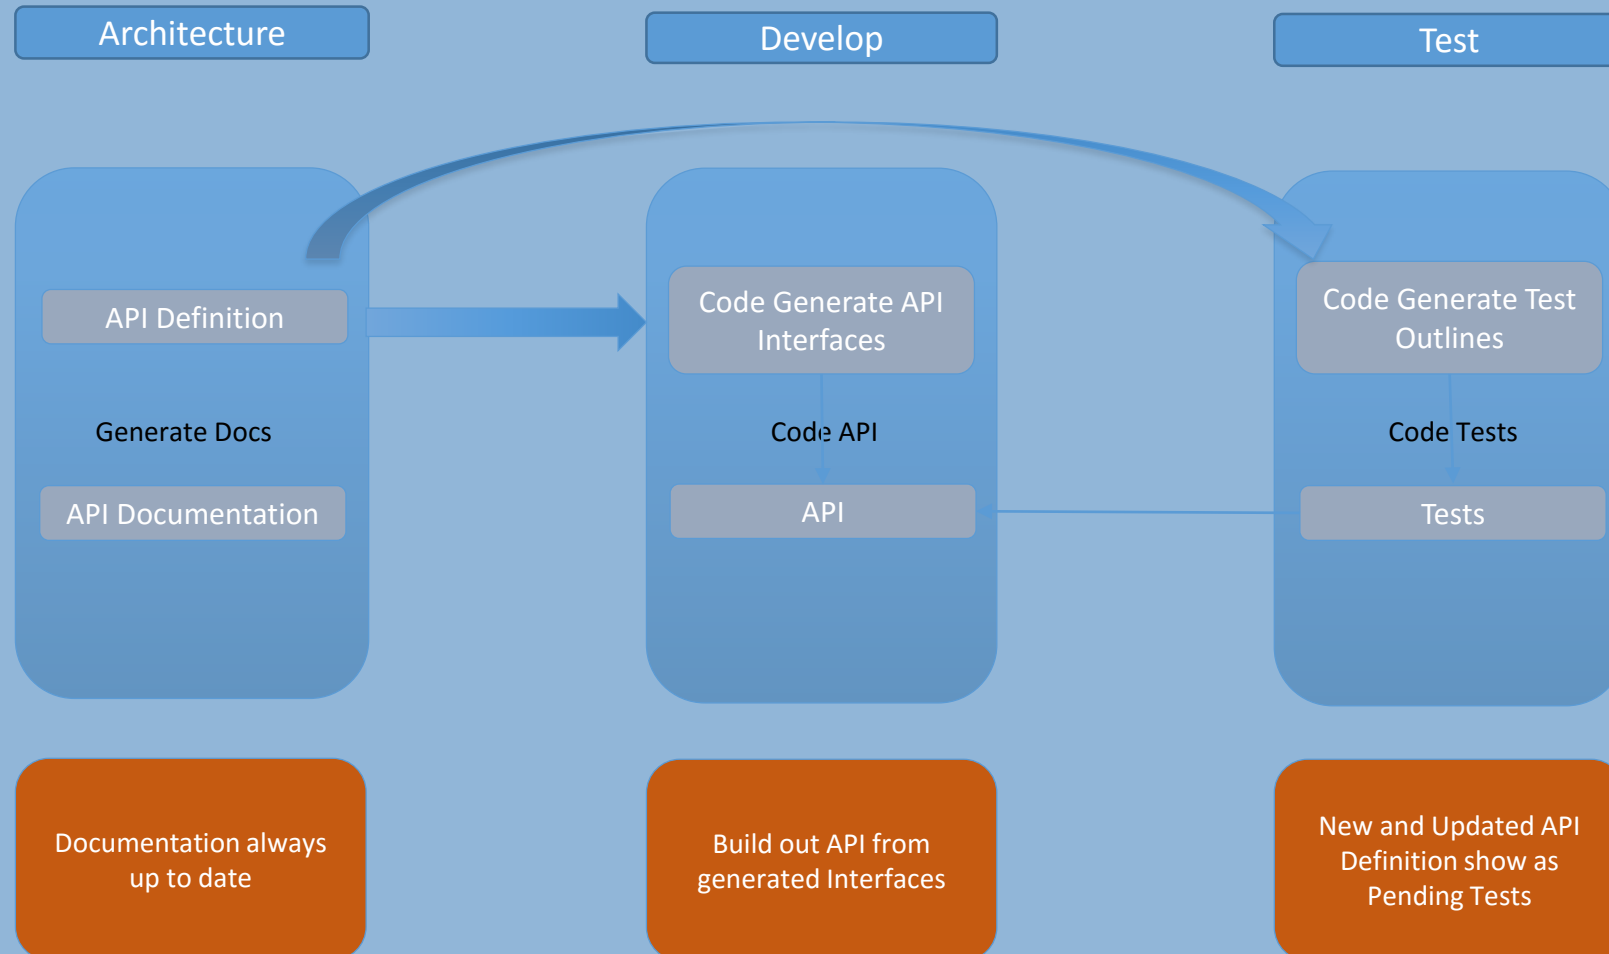 Architecture
Develop
Test
API Definition
Code Generate API
Interfaces
Code Generate Test
Outlines
Generate Docs
Code API
Code Tests
API Documentation
API
Tests
Documentation always
up to date
Build out API from
generated Interfaces
New and Updated API
Definition show as
Pending Tests